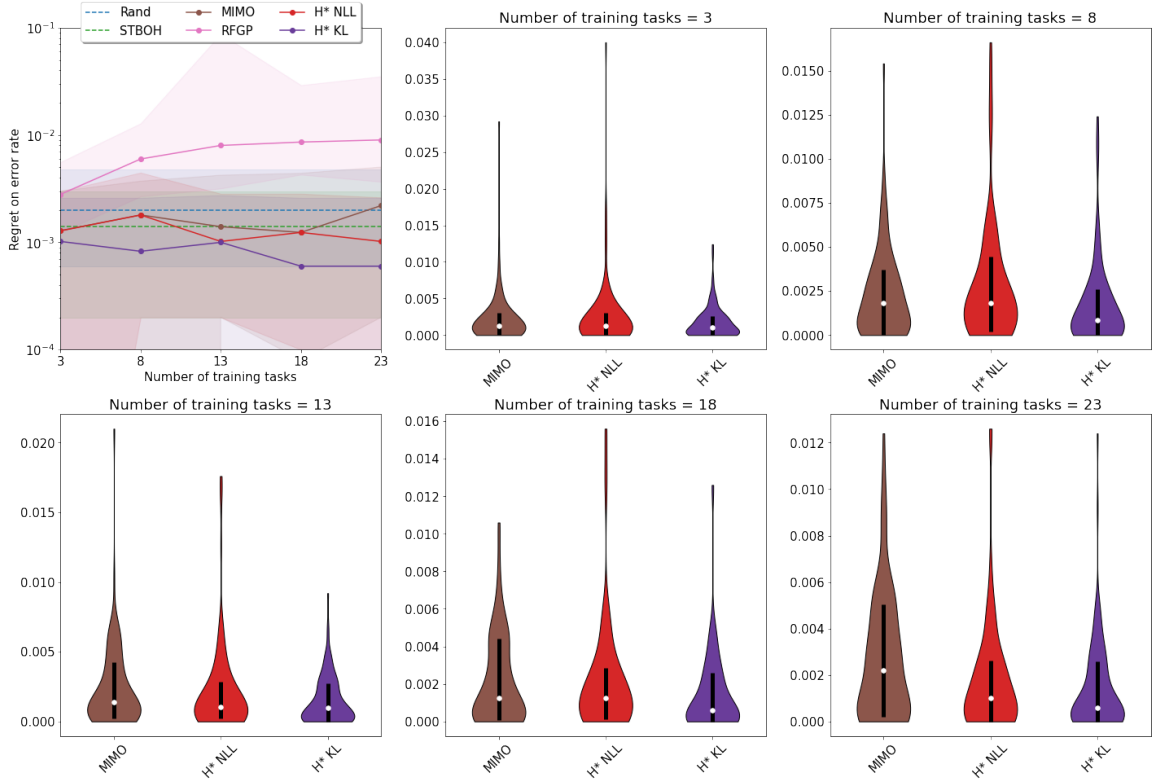 Rand
STBOH
MIMO
RFGP
H* NLL
H* KL
Regret on error rate
10⁻¹
10⁻²
10⁻³
10⁻⁴
3
8
13
18
23
Number of training tasks
Number of training tasks = 3
0.040
0.035
0.030
0.025
0.020
0.015
0.010
0.005
0.000
MIMO
H* NLL
H* KL
Number of training tasks = 8
0.0150
0.0125
0.0100
0.0075
0.0050
0.0025
0.0000
MIMO
H* NLL
H* KL
Number of training tasks = 13
0.020
0.015
0.010
0.005
0.000
MIMO
H* NLL
H* KL
Number of training tasks = 18
0.016
0.014
0.012
0.010
0.008
0.006
0.004
0.002
0.000
MIMO
H* NLL
H* KL
Number of training tasks = 23
0.012
0.010
0.008
0.006
0.004
0.002
0.000
MIMO
H* NLL
H* KL